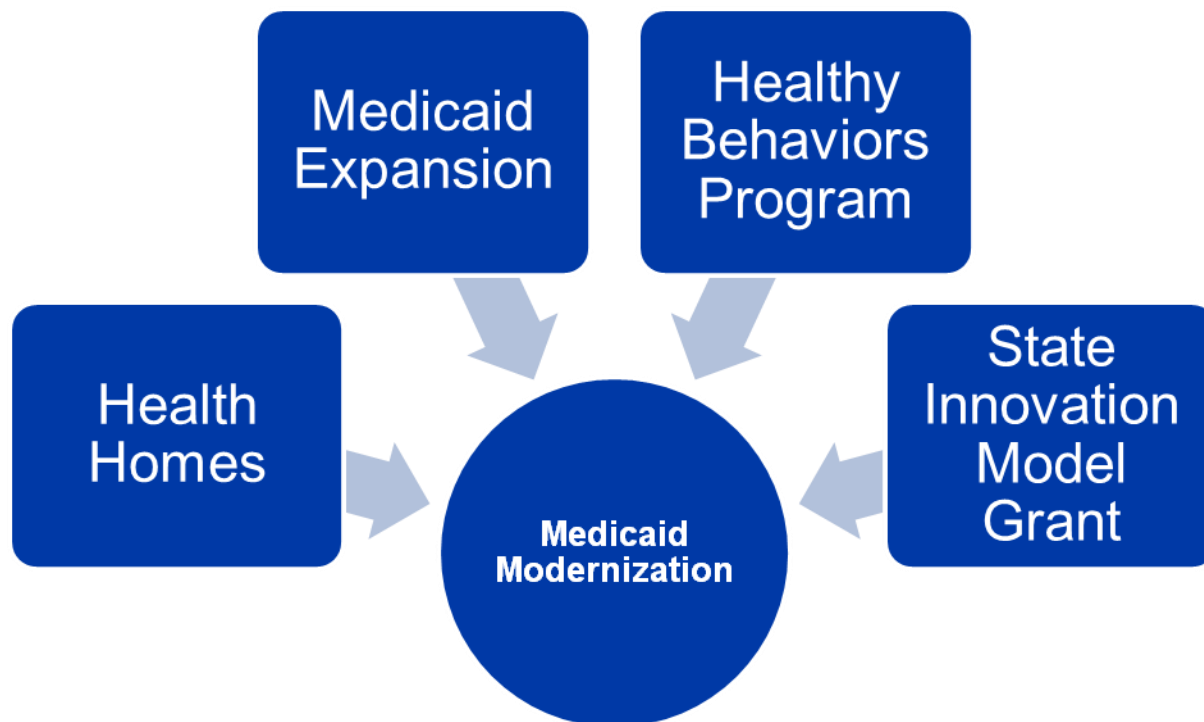 Medicaid
Expansion
Healthy
Behaviors
Program
Health
Homes
State
Innovation
Model
Grant
Medicaid
Modernization